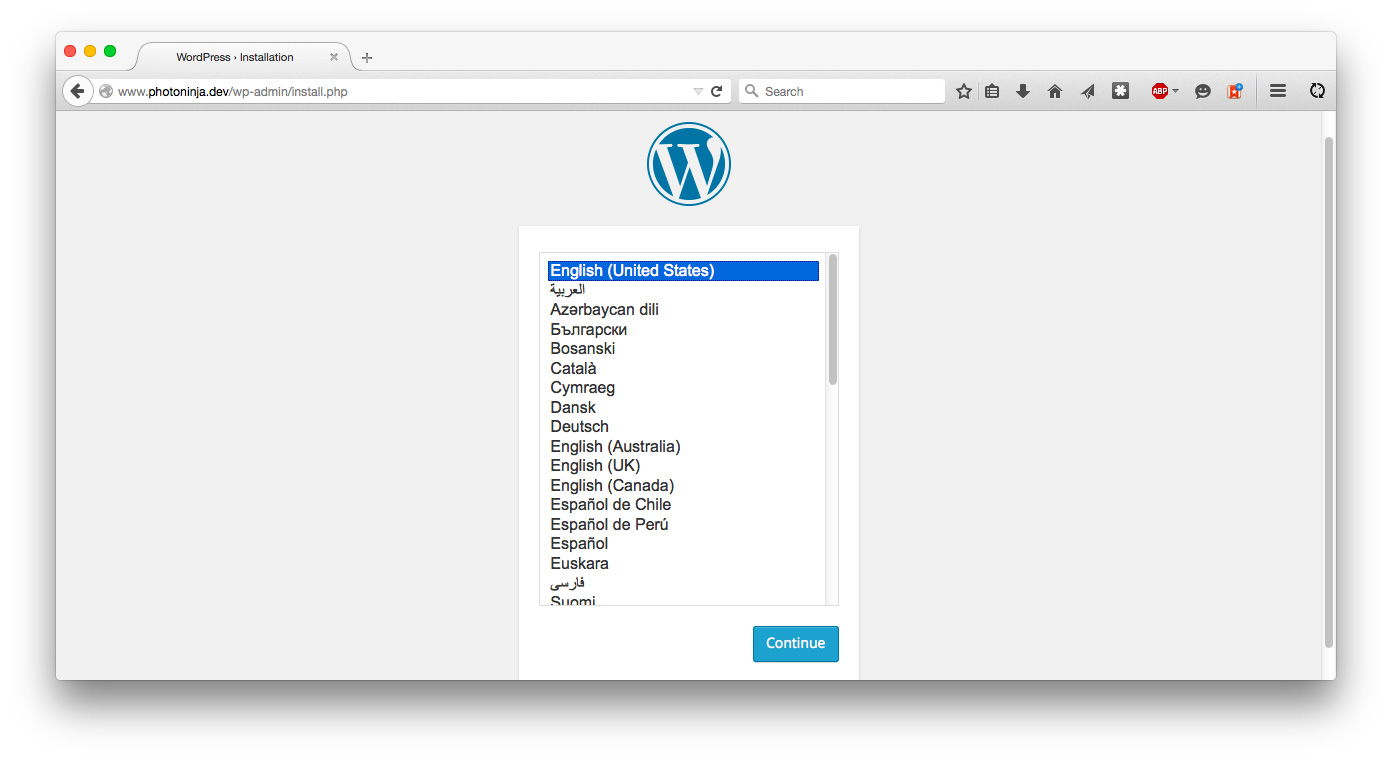 WordPress › Installation
www.photoninja.dev/wp-admin/install.php
Search
ABP
English (United States)
العربية
Azərbaycan dili
Български
Bosanski
Català
Cymraeg
Dansk
Deutsch
English (Australia)
English (UK)
English (Canada)
Español de Chile
Español de Perú
Español
Euskara
فارسی
Suomi
Continue